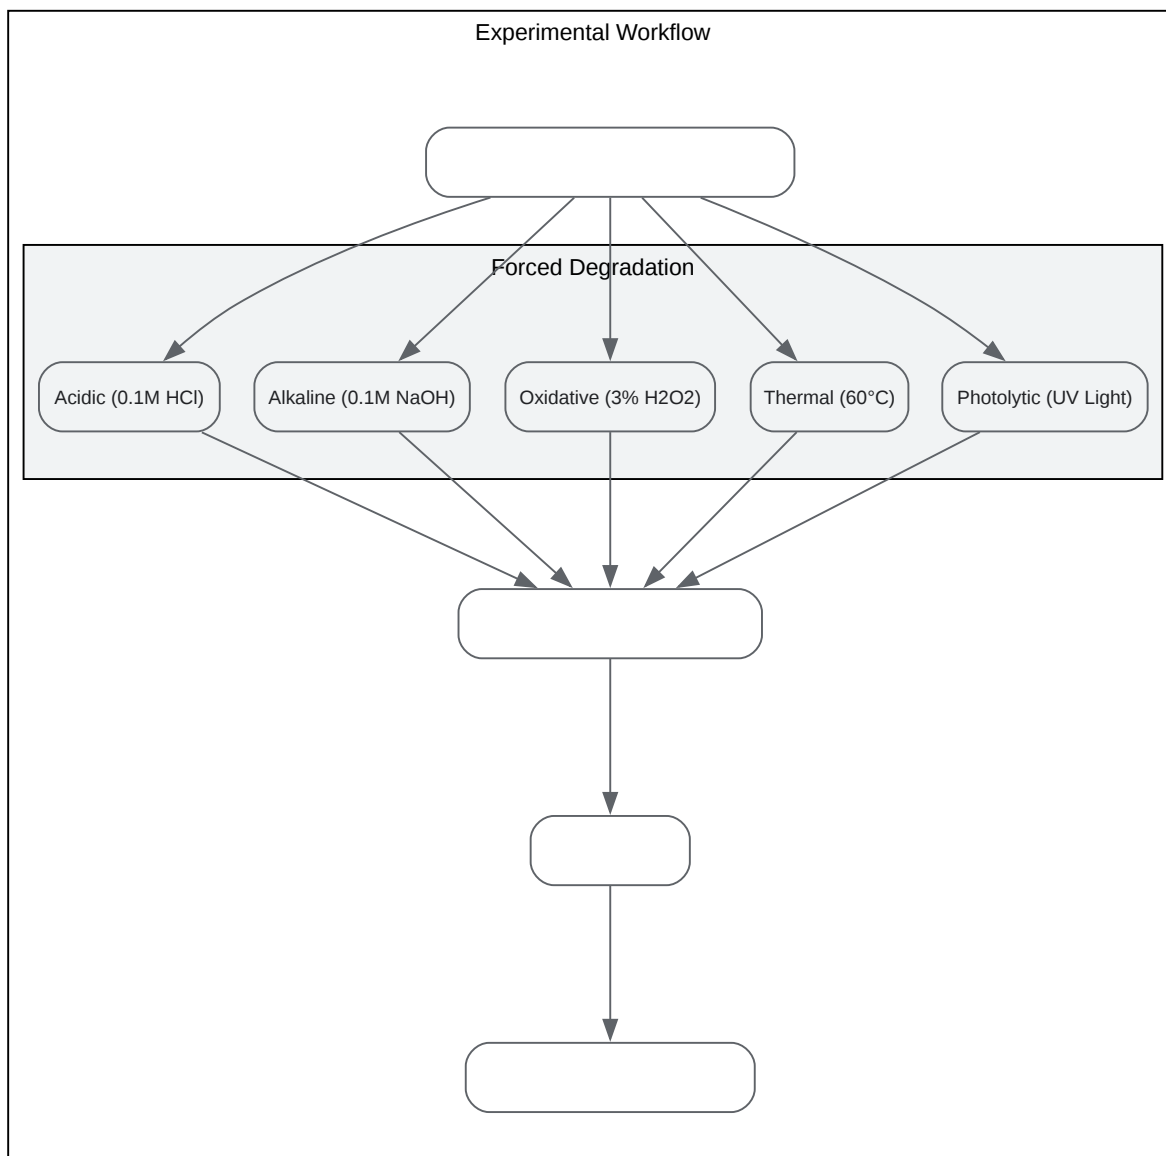 Experimental Workflow
Forced Degradation
Acidic (0.1M HCl)
Alkaline (0.1M NaOH)
Oxidative (3% H2O2)
Thermal (60°C)
Photolytic (UV Light)